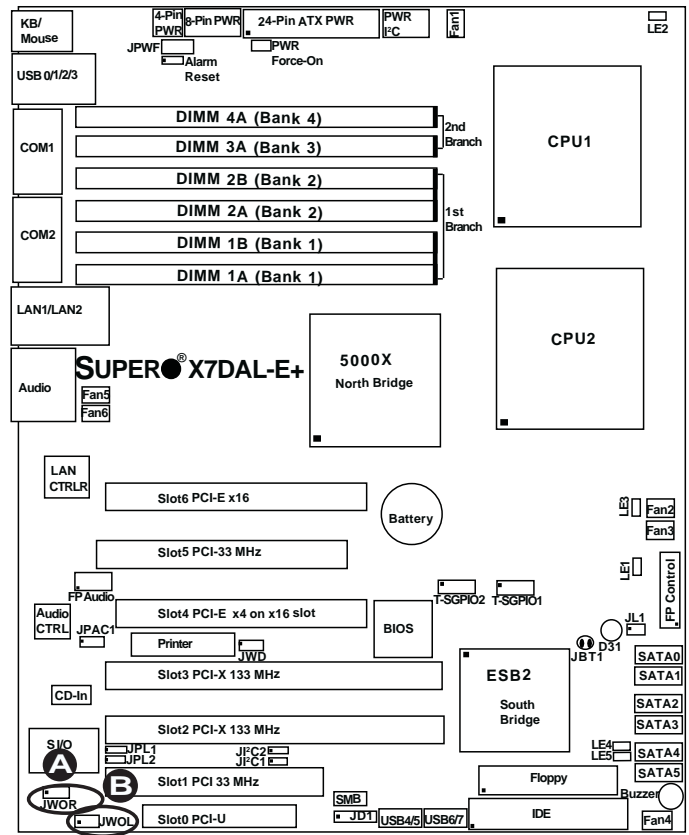 KB/
Mouse
4-Pin
PWR
8-Pin PWR
24-Pin ATX PWR
PWR
I²C
Fan1
LE2
JPWF
Alarm
Reset
PWR
Force-On
USB 0/1/2/3
COM1
COM2
DIMM 4A (Bank 4)
DIMM 3A (Bank 3)
DIMM 2B (Bank 2)
DIMM 2A (Bank 2)
DIMM 1B (Bank 1)
DIMM 1A (Bank 1)
2nd
Branch
1st
Branch
CPU1
CPU2
LAN1/LAN2
SUPER●® X7DAL-E+
5000X
North Bridge
Audio
Fan5
Fan6
LAN
CTRLR
Slot6 PCI-E x16
Battery
LE3
Fan2
Fan3
Slot5 PCI-33 MHz
LE1
FP Control
FP Audio
T-SGPIO2
T-SGPIO1
Audio
CTRL
Slot4 PCI-E x4 on x16 slot
BIOS
JL1
D31
JBT1
JPAC1
Printer
JWD
SATA0
SATA1
Slot3 PCI-X 133 MHz
ESB2
South
Bridge
CD-In
SATA2
SATA3
Slot2 PCI-X 133 MHz
SI/O
JPL1
JPL2
JI²C2
JI²C1
LE4
LE5
SATA4
SATA5
A
B
Slot1 PCI 33 MHz
Floppy
Buzzer
JWOR
JWOL
Slot0 PCI-U
SMB
JD1
USB4/5
USB6/7
IDE
Fan4